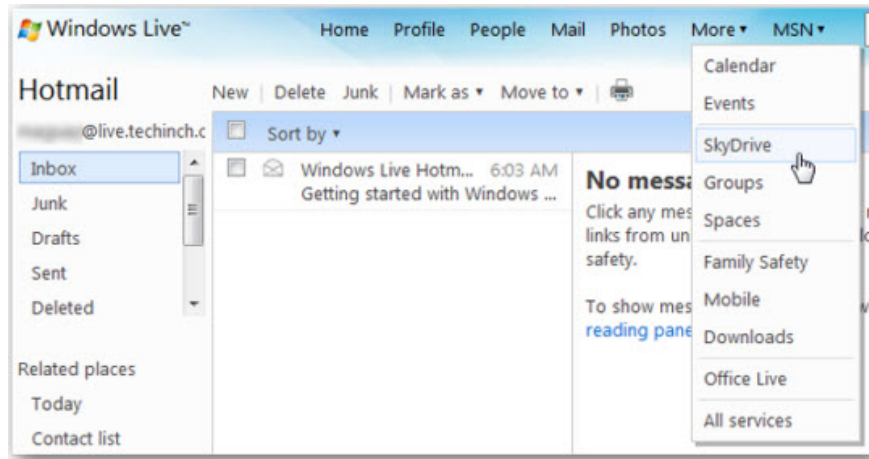 Windows Live™ Home Profile People Mail Photos More MSN
Hotmail New | Delete Junk | Mark as Move to
@live.techinch.c
Sort by
Inbox
Junk
Drafts
Sent
Deleted
Related places
Today
Contact list
Windows Live Hotm... 6:03 AM
Getting started with Windows ...
No messa
Click any mes
links from un
safety.
To show mes
reading pane
Calendar
Events
SkyDrive
Groups
Spaces
Family Safety
Mobile
Downloads
Office Live
All services